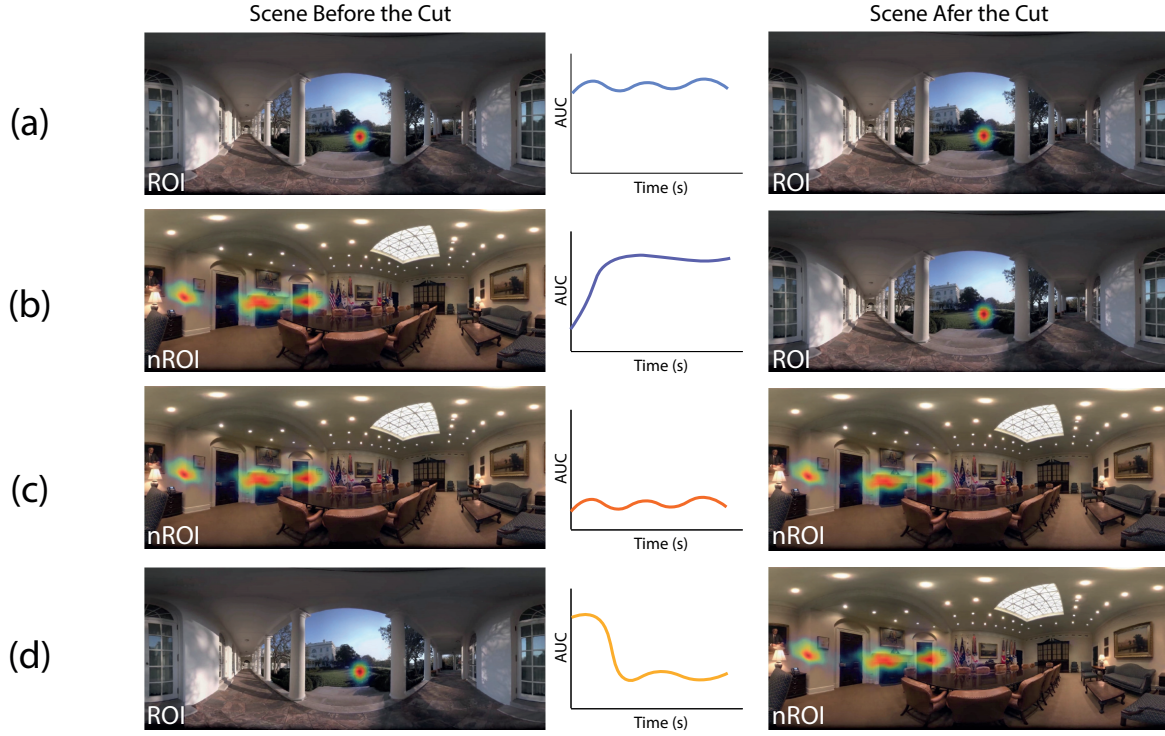 Scene Before the Cut
Scene Afer the Cut
(a)
ROI
AUC
Time (s)
ROI
(b)
nROI
AUC
Time (s)
ROI
(c)
nROI
AUC
Time (s)
nROI
(d)
ROI
AUC
Time (s)
nROI